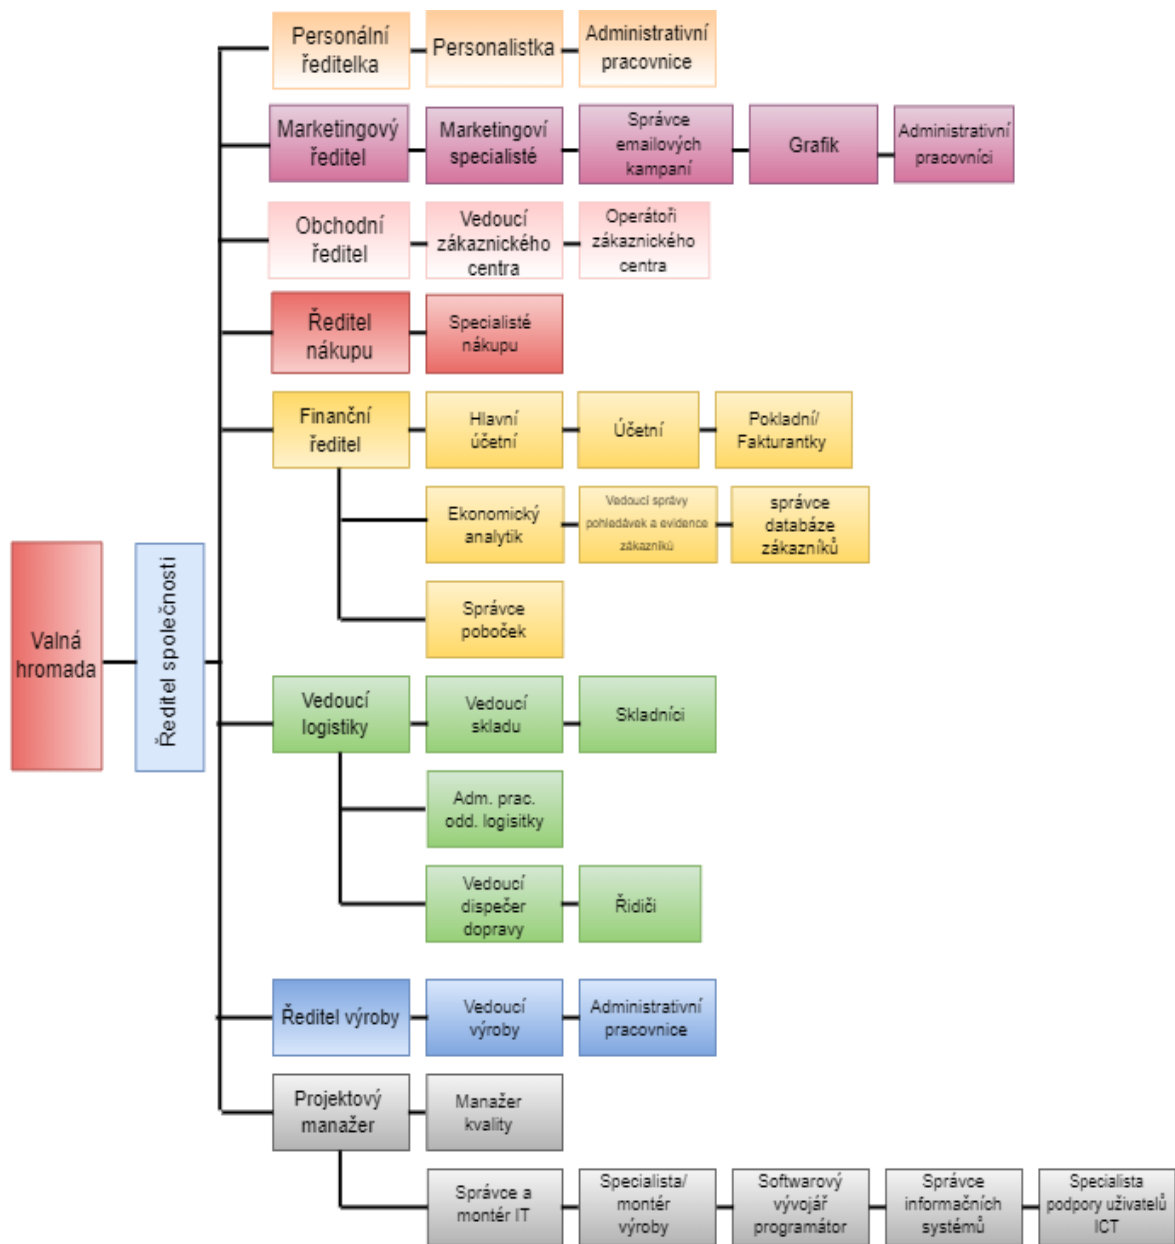 Personální
ředitelka
Personalistka
Administrativní
pracovnice
Marketingový
ředitel
Marketingoví
specialisté
Správce
emailových
kampaní
Grafik
Administrativní
pracovníci
Obchodní
ředitel
Vedoucí
zákaznického
centra
Operátoři
zákaznického
centra
Ředitel
nákupu
Specialisté
nákupu
Finanční
ředitel
Hlavní
účetní
Účetní
Pokladní/
Fakturantky
Ekonomický
analytik
Vedoucí správy
pohledávek a evidence
zákazníků
správce
databáze
zákazníků
Správce
poboček
Valná
hromada
Ředitel společnosti
Vedoucí
logistiky
Vedoucí
skladu
Skladníci
Adm. prac.
odd. logisitky
Vedoucí
dispečer
dopravy
Řidiči
Ředitel výroby
Vedoucí
výroby
Administrativní
pracovnice
Projektový
manažer
Manažer
kvality
Správce a
montér IT
Specialista/
montér
výroby
Softwarový
vývojář
programátor
Správce
informačních
systémů
Specialista
podpory uživatelů
ICT